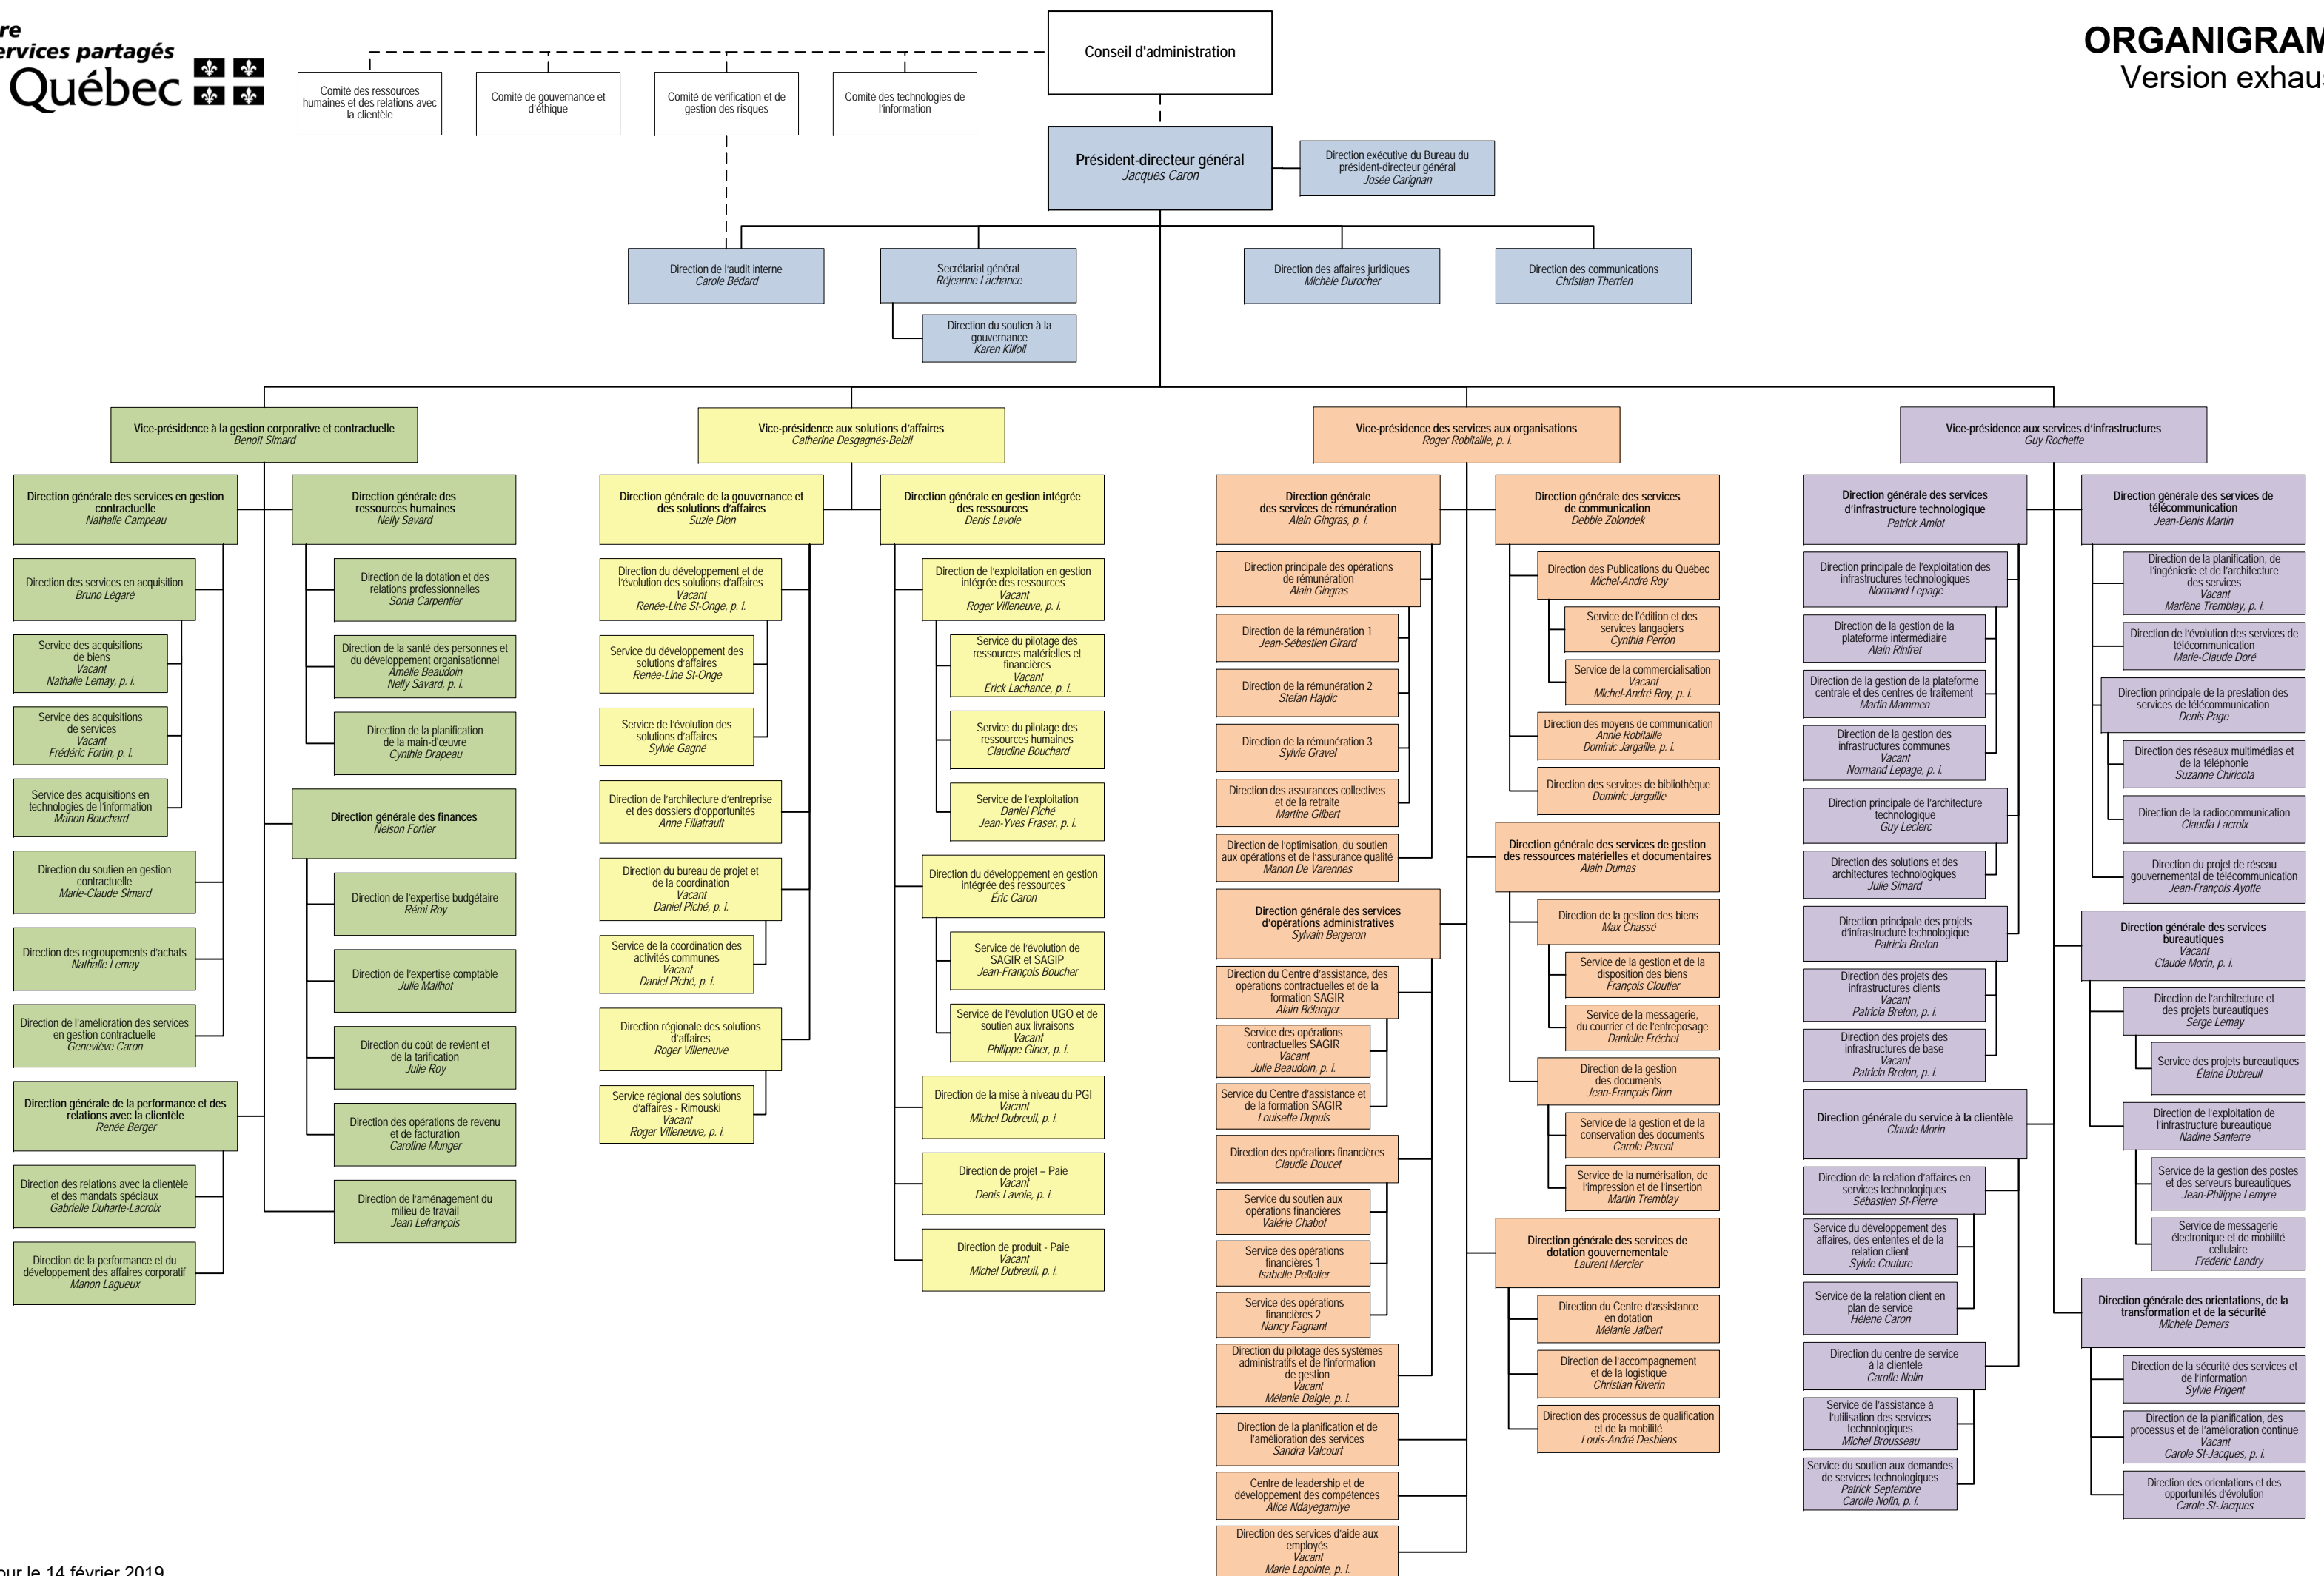 re
ervices partagés
Québec
ORGANIGRAM
Version exhaus
Conseil d'administration
Comité des ressources
humaines et des relations avec
la clientèle
Comité de gouvernance et
d'éthique
Comité de vérification et de
gestion des risques
Comité des technologies de
l'information
Président-directeur général
Jacques Caron
Direction exécutive du Bureau du
président-directeur général
Josée Carignan
Direction de l'audit interne
Carole Bédard
Secrétariat général
Réjeanne Lachance
Direction des affaires juridiques
Michèle Durocher
Direction des communications
Christian Therrien
Direction du soutien à la
gouvernance
Karen Kilfoil
Vice-présidence à la gestion corporative et contractuelle
Benoît Simard
Direction générale des services en gestion
contractuelle
Nathalie Campeau
Direction des services en acquisition
Bruno Légaré
Service des acquisitions
de biens
Vacant
Nathalie Lemay, p. i.
Service des acquisitions
de services
Vacant
Frédéric Fortin, p. i.
Service des acquisitions en
technologies de l'information
Manon Bouchard
Direction du soutien en gestion
contractuelle
Marie-Claude Simard
Direction des regroupements d'achats
Nathalie Lemay
Direction de l'amélioration des services
en gestion contractuelle
Geneviève Caron
Direction générale de la performance et des
relations avec la clientèle
Renée Berger
Direction des relations avec la clientèle
et des mandats spéciaux
Gabrielle Duharte-Lacroix
Direction de la performance et du
développement des affaires corporatif
Manon Lagueux
Direction générale des
ressources humaines
Nelly Savard
Direction de la dotation et des
relations professionnelles
Sonia Carpentier
Direction de la santé des personnes et
du développement organisationnel
Amélie Beaudoin
Nelly Savard, p. i.
Direction de la planification
de la main-d'œuvre
Cynthia Drapeau
Direction générale des finances
Nelson Fortier
Direction de l'expertise budgétaire
Rémi Roy
Direction de l'expertise comptable
Julie Mailhot
Direction du coût de revient et
de la tarification
Julie Roy
Direction des opérations de revenu
et de facturation
Caroline Munger
Direction de l'aménagement du
milieu de travail
Jean Lefrançois
Vice-présidence aux solutions d'affaires
Catherine Desgagnés-Belzil
Direction générale de la gouvernance et
des solutions d'affaires
Suzie Dion
Direction du développement et de
l'évolution des solutions d'affaires
Vacant
Renée-Line St-Onge, p. i.
Service du développement des
solutions d'affaires
Renée-Line St-Onge
Service de l'évolution des
solutions d'affaires
Sylvie Gagné
Direction de l'architecture d'entreprise
et des dossiers d'opportunités
Anne Filiatrault
Direction du bureau de projet et
de la coordination
Vacant
Daniel Piché, p. i.
Service de la coordination des
activités communes
Vacant
Daniel Piché, p. i.
Direction régionale des solutions
d'affaires
Roger Villeneuve
Service régional des solutions
d'affaires - Rimouski
Vacant
Roger Villeneuve, p. i.
Direction générale en gestion intégrée
des ressources
Denis Lavoie
Direction de l'exploitation en gestion
intégrée des ressources
Vacant
Roger Villeneuve, p. i.
Service du pilotage des
ressources matérielles et
financières
Vacant
Érick Lachance, p. i.
Service du pilotage des
ressources humaines
Claudine Bouchard
Service de l'exploitation
Daniel Piché
Jean-Yves Fraser, p. i.
Direction du développement en gestion
intégrée des ressources
Éric Caron
Service de l'évolution de
SAGIR et SAGIP
Jean-François Boucher
Service de l'évolution UGO et de
soutien aux livraisons
Vacant
Philippe Giner, p. i.
Direction de la mise à niveau du PGI
Vacant
Michel Dubreuil, p. i.
Direction de projet – Paie
Vacant
Denis Lavoie, p. i.
Direction de produit - Paie
Vacant
Michel Dubreuil, p. i.
Vice-présidence des services aux organisations
Roger Robitaille, p. i.
Direction générale
des services de rémunération
Alain Gingras, p. i.
Direction principale des opérations
de rémunération
Alain Gingras
Direction de la rémunération 1
Jean-Sébastien Girard
Direction de la rémunération 2
Stefan Hajdic
Direction de la rémunération 3
Sylvie Gravel
Direction des assurances collectives
et de la retraite
Martine Gilbert
Direction de l'optimisation, du soutien
aux opérations et de l'assurance qualité
Manon De Varennes
Direction générale des services
d'opérations administratives
Sylvain Bergeron
Direction du Centre d'assistance, des
opérations contractuelles et de la
formation SAGIR
Alain Bélanger
Service des opérations
contractuelles SAGIR
Vacant
Julie Beaudoin, p. i.
Service du Centre d'assistance et
de la formation SAGIR
Louisette Dupuis
Direction des opérations financières
Claudie Doucet
Service du soutien aux
opérations financières
Valérie Chabot
Service des opérations
financières 1
Isabelle Pelletier
Service des opérations
financières 2
Nancy Fagnant
Direction du pilotage des systèmes
administratifs et de l'information
de gestion
Vacant
Mélanie Daigle, p. i.
Direction de la planification et de
l'amélioration des services
Sandra Valcourt
Centre de leadership et de
développement des compétences
Alice Ndayegamiye
Direction des services d'aide aux
employés
Vacant
Marie Lapointe, p. i.
Direction générale des services
de communication
Debbie Zolondek
Direction des Publications du Québec
Michel-André Roy
Service de l'édition et des
services langagiers
Cynthia Perron
Service de la commercialisation
Vacant
Michel-André Roy, p. i.
Direction des moyens de communication
Annie Robitaille
Dominic Jargaille, p. i.
Direction des services de bibliothèque
Dominic Jargaille
Direction générale des services de gestion
des ressources matérielles et documentaires
Alain Dumas
Direction de la gestion des biens
Max Chassé
Service de la gestion et de la
disposition des biens
François Cloutier
Service de la messagerie,
du courrier et de l'entreposage
Danielle Fréchet
Direction de la gestion
des documents
Jean-François Dion
Service de la gestion et de la
conservation des documents
Carole Parent
Service de la numérisation, de
l'impression et de l'insertion
Martin Tremblay
Direction générale des services de
dotation gouvernementale
Laurent Mercier
Direction du Centre d'assistance
en dotation
Mélanie Jalbert
Direction de l'accompagnement
et de la logistique
Christian Riverin
Direction des processus de qualification
et de la mobilité
Louis-André Desbiens
Vice-présidence aux services d'infrastructures
Guy Rochette
Direction générale des services
d'infrastructure technologique
Patrick Amiot
Direction principale de l'exploitation des
infrastructures technologiques
Normand Lepage
Direction de la gestion de la
plateforme intermédiaire
Alain Rinfret
Direction de la gestion de la plateforme
centrale et des centres de traitement
Martin Mammen
Direction de la gestion des
infrastructures communes
Vacant
Normand Lepage, p. i.
Direction principale de l'architecture
technologique
Guy Leclerc
Direction des solutions et des
architectures technologiques
Julie Simard
Direction principale des projets
d'infrastructure technologique
Patricia Breton
Direction des projets des
infrastructures clients
Vacant
Patricia Breton, p. i.
Direction des projets des
infrastructures de base
Vacant
Patricia Breton, p. i.
Direction générale du service à la clientèle
Claude Morin
Direction de la relation d'affaires en
services technologiques
Sébastien St-Pierre
Service du développement des
affaires, des ententes et de la
relation client
Sylvie Couture
Service de la relation client en
plan de service
Hélène Caron
Direction du centre de service
à la clientèle
Carolle Nolin
Service de l'assistance à
l'utilisation des services
technologiques
Michel Brousseau
Service du soutien aux demandes
de services technologiques
Patrick Septembre
Carolle Nolin, p. i.
Direction générale des services de
télécommunication
Jean-Denis Martin
Direction de la planification, de
l'ingénierie et de l'architecture
des services
Vacant
Marlène Tremblay, p. i.
Direction de l'évolution des services de
télécommunication
Marie-Claude Doré
Direction principale de la prestation des
services de télécommunication
Denis Page
Direction des réseaux multimédias et
de la téléphonie
Suzanne Chiricota
Direction de la radiocommunication
Claudia Lacroix
Direction du projet de réseau
gouvernemental de télécommunication
Jean-François Ayotte
Direction générale des services
bureautiques
Vacant
Claude Morin, p. i.
Direction de l'architecture et
des projets bureautiques
Serge Lemay
Service des projets bureautiques
Élaine Dubreuil
Direction de l'exploitation de
l'infrastructure bureautique
Nadine Santerre
Service de la gestion des postes
et des serveurs bureautiques
Jean-Philippe Lemyre
Service de messagerie
électronique et de mobilité
cellulaire
Frédéric Landry
Direction générale des orientations, de la
transformation et de la sécurité
Michèle Demers
Direction de la sécurité des services et
de l'information
Sylvie Prigent
Direction de la planification, des
processus et de l'amélioration continue
Vacant
Carole St-Jacques, p. i.
Direction des orientations et des
opportunités d'évolution
Carole St-Jacques
our le 14 février 2019